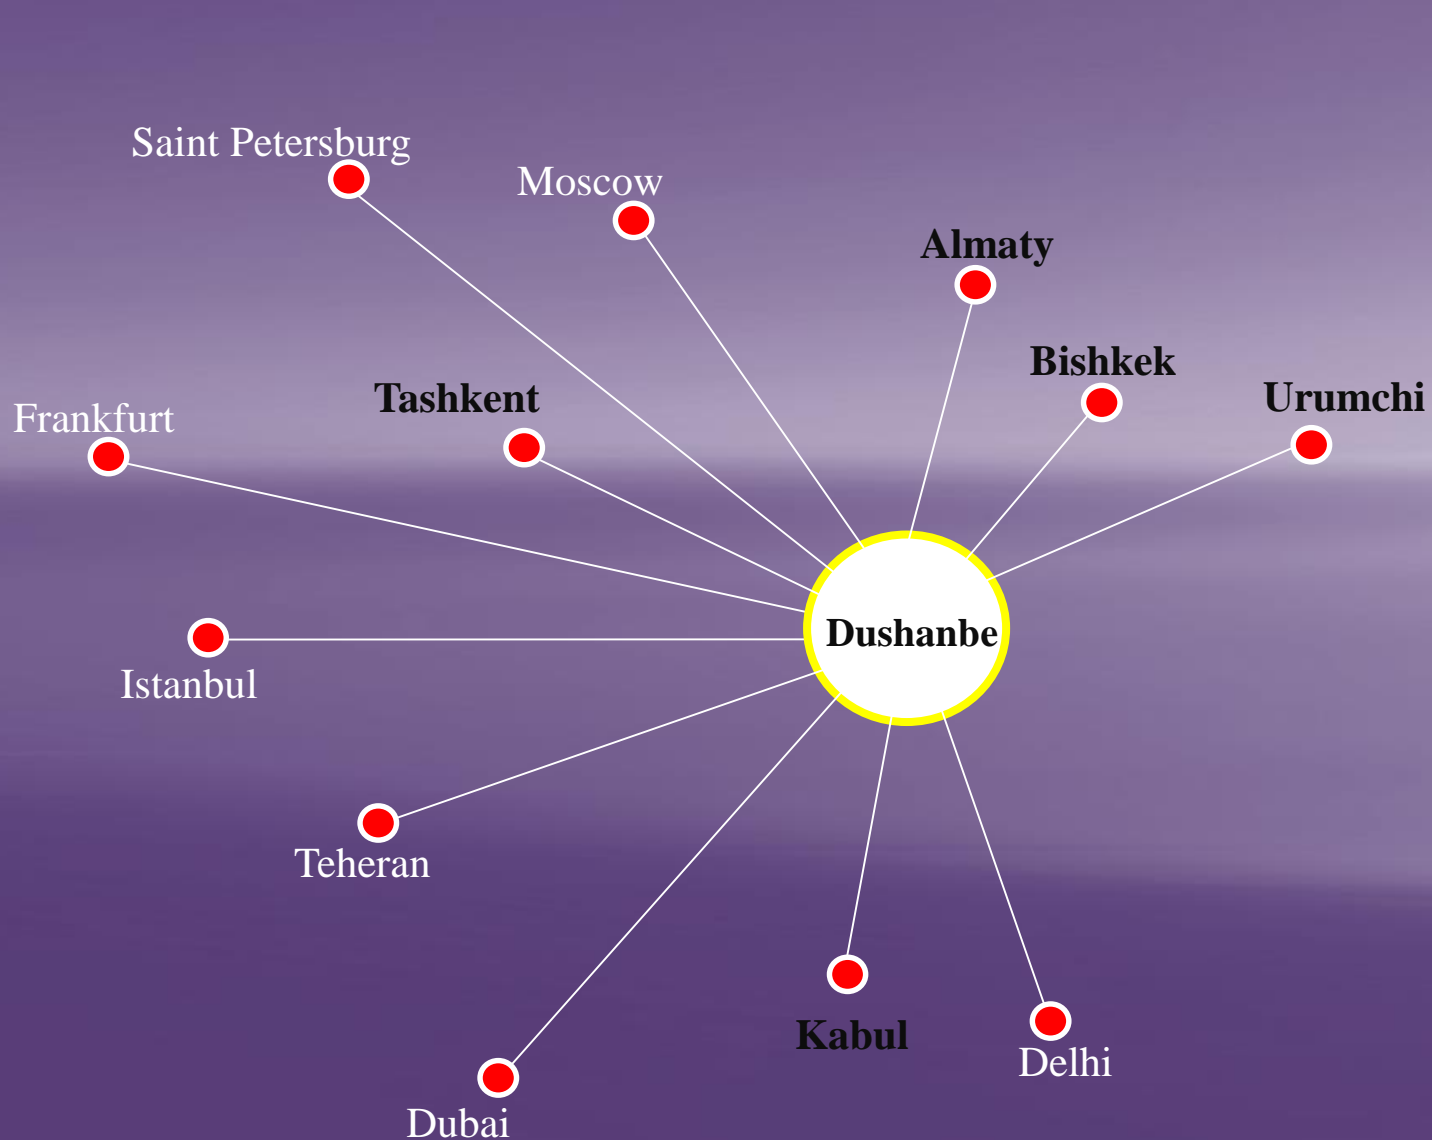 Saint Petersburg
Moscow
Almaty
Bishkek
Tashkent
Urumchi
Frankfurt
Dushanbe
Istanbul
Teheran
Kabul
Delhi
Dubai